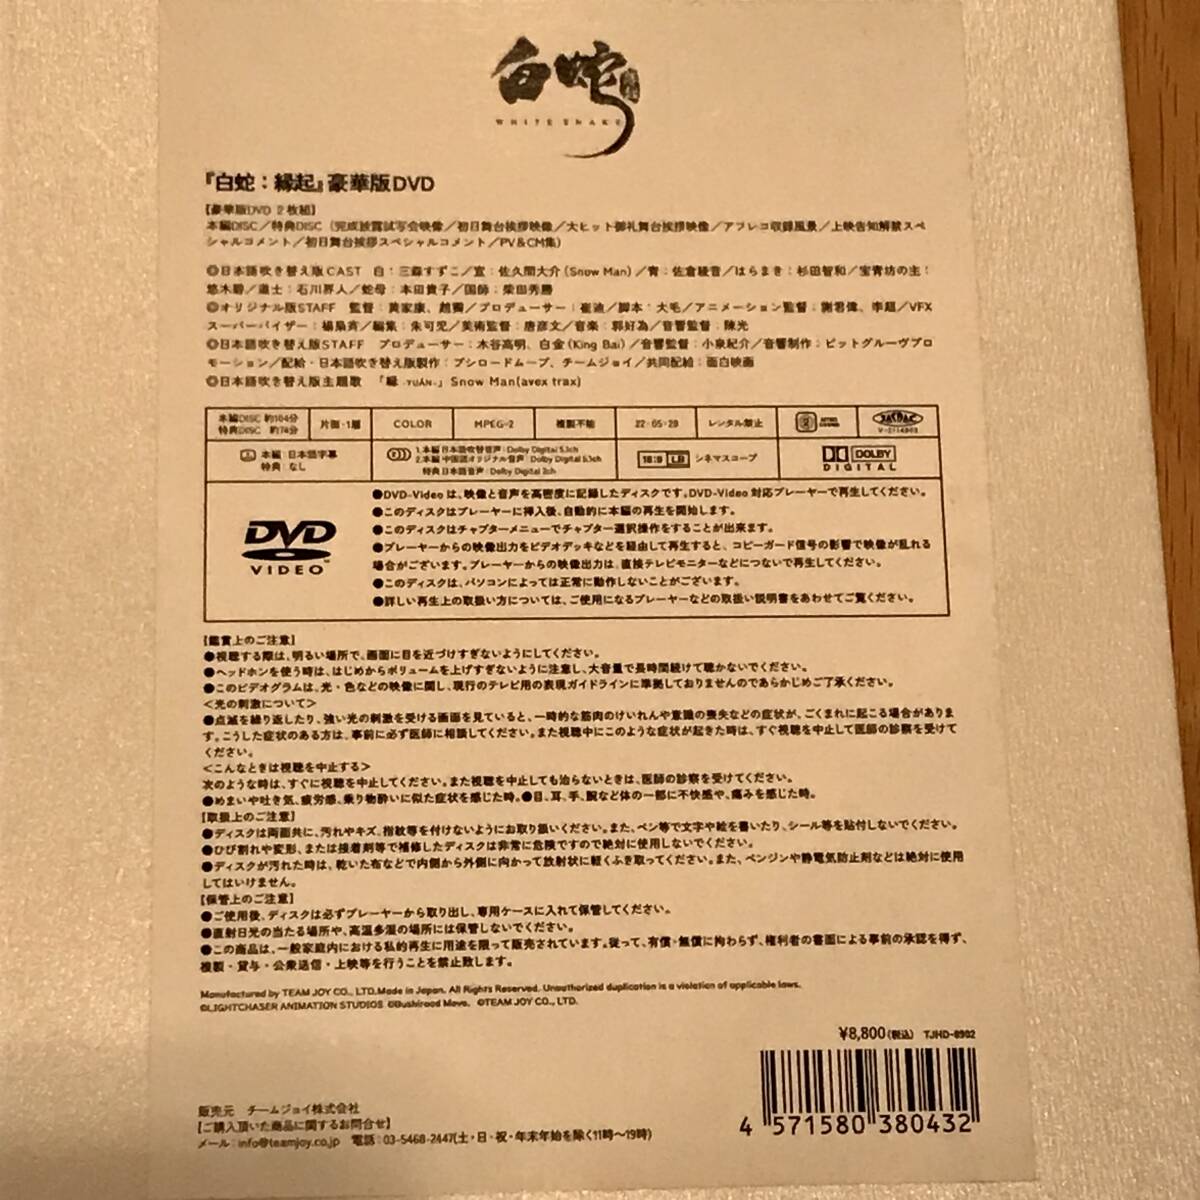 白蛇
縁起
WHITE SNAKE
『白蛇：縁起』豪華版DVD
【豪華版DVD 2枚組】
本編DISC／特典DISC（完成披露試写会映像／初日舞台挨拶映像／大ヒット御礼舞台挨拶映像／アフレコ収録風景／上映告知解禁スペ
シャルコメント／初日舞台挨拶スペシャルコメント／PV＆CM集）
◎日本語吹き替え版CAST 白：三森すずこ／宣：佐久間大介（Snow Man）／青：佐倉綾音／はらまき：杉田智和／宝青坊の主：
悠木碧／道士：石川界人／蛇母：本田貴子／国師：柴田秀勝
◎オリジナル版STAFF 監督：黄家康、趙霽／プロデューサー：崔迪／脚本：大毛／アニメーション監督：謝君偉、李超／VFX
スーパーバイザー：楊晨斉／編集：朱可児／美術監督：唐彦文／音楽：郭好為／音響監督：陳光
◎日本語吹き替え版STAFF プロデューサー：木谷高明、白金（King Bai）／音響監督：小泉紀介／音響制作：ビットグルーヴプロ
モーション／配給・日本語吹き替え版製作：ブシロードムーブ、チームジョイ／共同配給：面白映画
◎日本語吹き替え版主題歌 「縁 -YUÁN-」Snow Man(avex trax)
本編DISC 約104分
特典DISC 約74分
片面・1層
COLOR
MPEG-2
複製不能
22・05・29
レンタル禁止
本編：日本語字幕
特典：なし
1.本編 日本語吹替音声：Dolby Digital 5.1ch
2.本編 中国語オリジナル音声：Dolby Digital 5.1ch
特典 日本語音声：Dolby Digital 2ch
16:9 LB シネマスコープ
DOLBY
DIGITAL
DVD
VIDEO™
●DVD-Videoは、映像と音声を高密度に記録したディスクです。DVD-Video対応プレーヤーで再生してください。
●このディスクはプレーヤーに挿入後、自動的に本編の再生を開始します。
●このディスクはチャプターメニューでチャプター選択操作をすることが出来ます。
●プレーヤーからの映像出力をビデオデッキなどを経由して再生すると、コピーガード信号の影響で映像が乱れる
場合がございます。プレーヤーからの映像出力は、直接テレビモニターなどにつないで再生してください。
●このディスクは、パソコンによっては正常に動作しないことがございます。
●詳しい再生上の取扱い方については、ご使用になるプレーヤーなどの取扱い説明書をあわせてご覧ください。
【鑑賞上のご注意】
●視聴する際は、明るい場所で、画面に目を近づけすぎないようにしてください。
●ヘッドホンを使う時は、はじめからボリュームを上げすぎないように注意し、大音量で長時間続けて聴かないでください。
●このビデオグラムは、光・色などの映像に関し、現行のテレビ用の表現ガイドラインに準拠しておりませんのであらかじめご了承ください。
<光の刺激について>
●点滅を繰り返したり、強い光の刺激を受ける画面を見ていると、一時的な筋肉のけいれんや意識の喪失などの症状が、ごくまれに起こる場合がありま
す。こうした症状のある方は、事前に必ず医師に相談してください。また視聴中にこのような症状が起きた時は、すぐ視聴を中止して医師の診察を受けて
ください。
<こんなときは視聴を中止する>
次のような時は、すぐに視聴を中止してください。また視聴を中止しても治らないときは、医師の診察を受けてください。
●めまいや吐き気、疲労感、乗り物酔いに似た症状を感じた時。●目、耳、手、腕など体の一部に不快感や、痛みを感じた時。
【取扱上のご注意】
●ディスクは両面共に、汚れやキズ、指紋等を付けないようにお取り扱いください。また、ペン等で文字や絵を書いたり、シール等を貼付しないでください。
●ひび割れや変形、または接着剤等で補修したディスクは非常に危険ですので絶対に使用しないでください。
●ディスクが汚れた時は、乾いた布などで内側から外側に向かって放射状に軽くふき取ってください。また、ベンジンや静電気防止剤などは絶対に使用
してはいけません。
【保管上のご注意】
●ご使用後、ディスクは必ずプレーヤーから取り出し、専用ケースに入れて保管してください。
●直射日光の当たる場所や、高温多湿の場所には保管しないでください。
●この商品は、一般家庭内における私的再生に用途を限って販売されています。従って、有償・無償に拘わらず、権利者の書面による事前の承認を得ず、
複製・貸与・公衆送信・上映等を行うことを禁止致します。
Manufactured by TEAM JOY CO., LTD.Made in Japan. All Rights Reserved. Unauthorized duplication is a violation of applicable laws.
©LIGHTCHASER ANIMATION STUDIOS ©Bushiroad Move. ©TEAM JOY CO., LTD.
¥8,800(税込) TJHD-8902
4 571580 380432
販売元 チームジョイ株式会社
【ご購入頂いた商品に関するお問合せ】
メール：info@teamjoy.co.jp 電話：03-5468-2447（土・日・祝・年末年始を除く11時～19時）